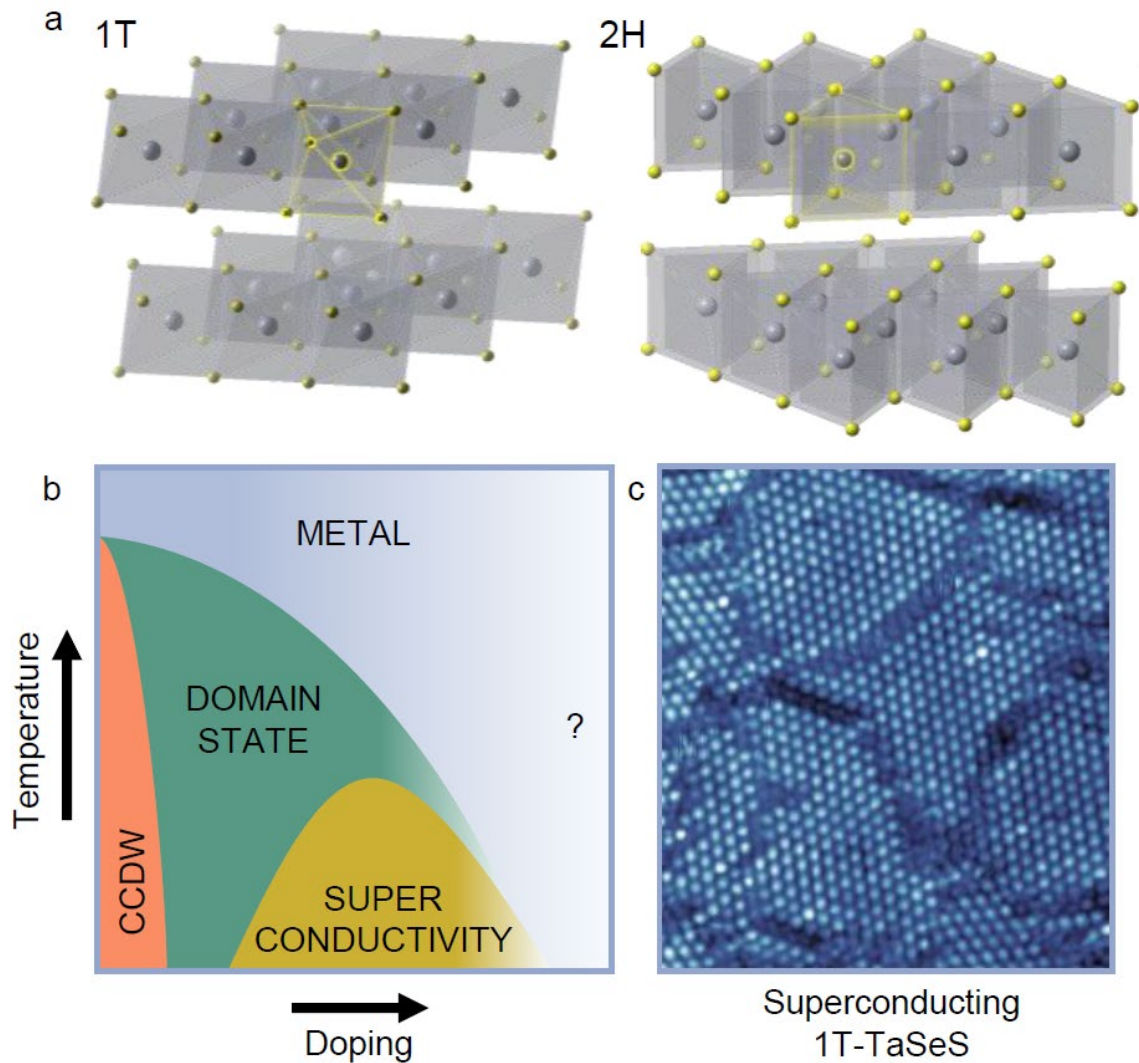 a
1T
2H
b
METAL
DOMAIN
STATE
?
CCDW
SUPER
CONDUCTIVITY
Temperature
Doping
c
Superconducting
1T-TaSeS